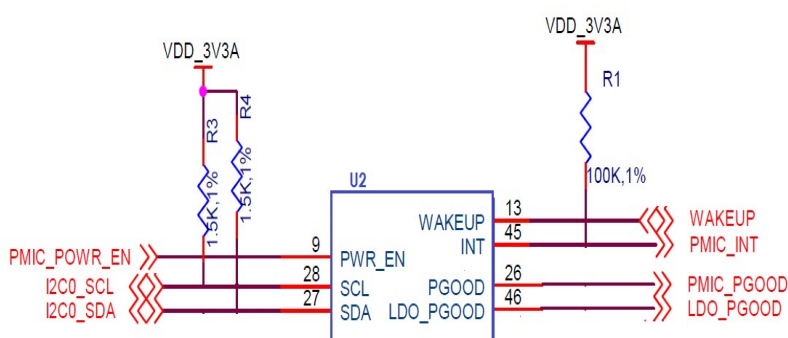 VDD_3V3A
VDD_3V3A
R1
R3
R4
1.5K,1%
1.5K,1%
100K,1%
U2
PMIC_POWR_EN
9
PWR_EN
I2C0_SCL
28
SCL
I2C0_SDA
27
SDA
WAKEUP
13
WAKEUP
INT
45
PMIC_INT
PGOOD
26
PMIC_PGOOD
LDO_PGOOD
46
LDO_PGOOD